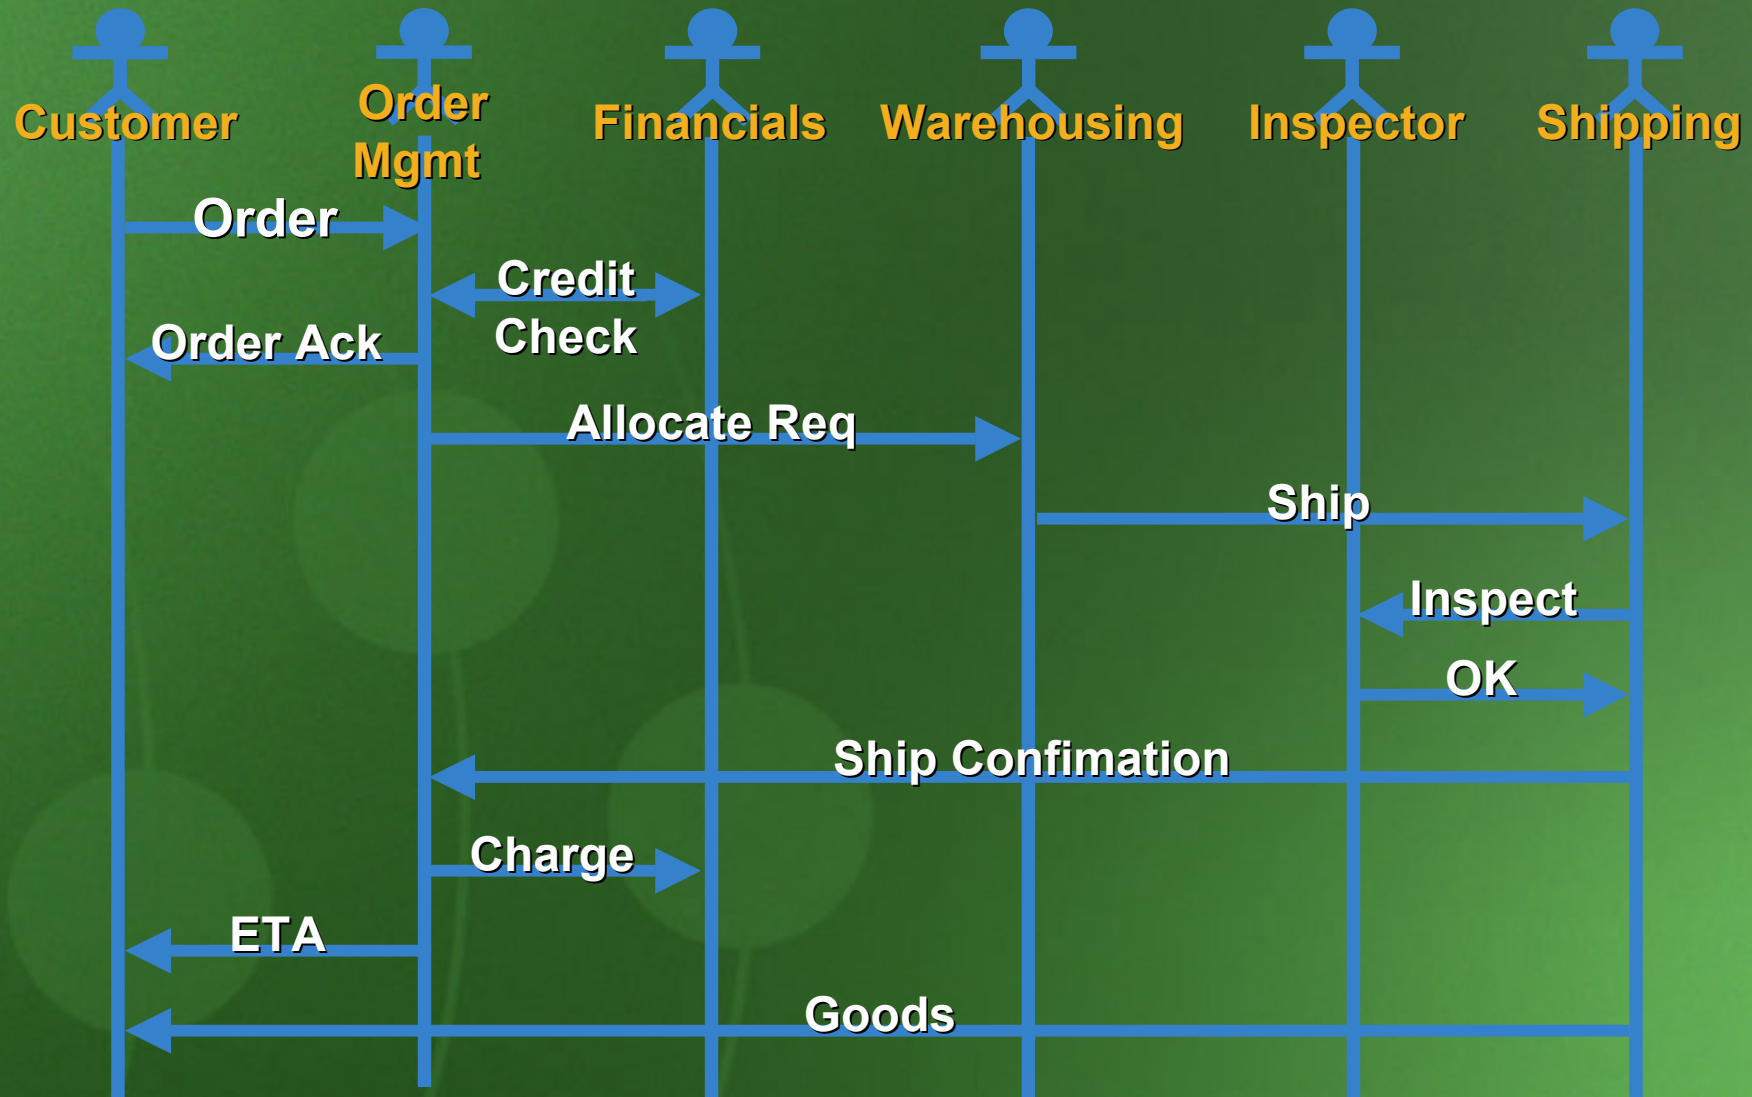 Customer
Order
Mgmt
Financials
Warehousing
Inspector
Shipping
Order
Credit
Check
Order Ack
Allocate Req
Ship
Inspect
OK
Ship Confimation
Charge
ETA
Goods